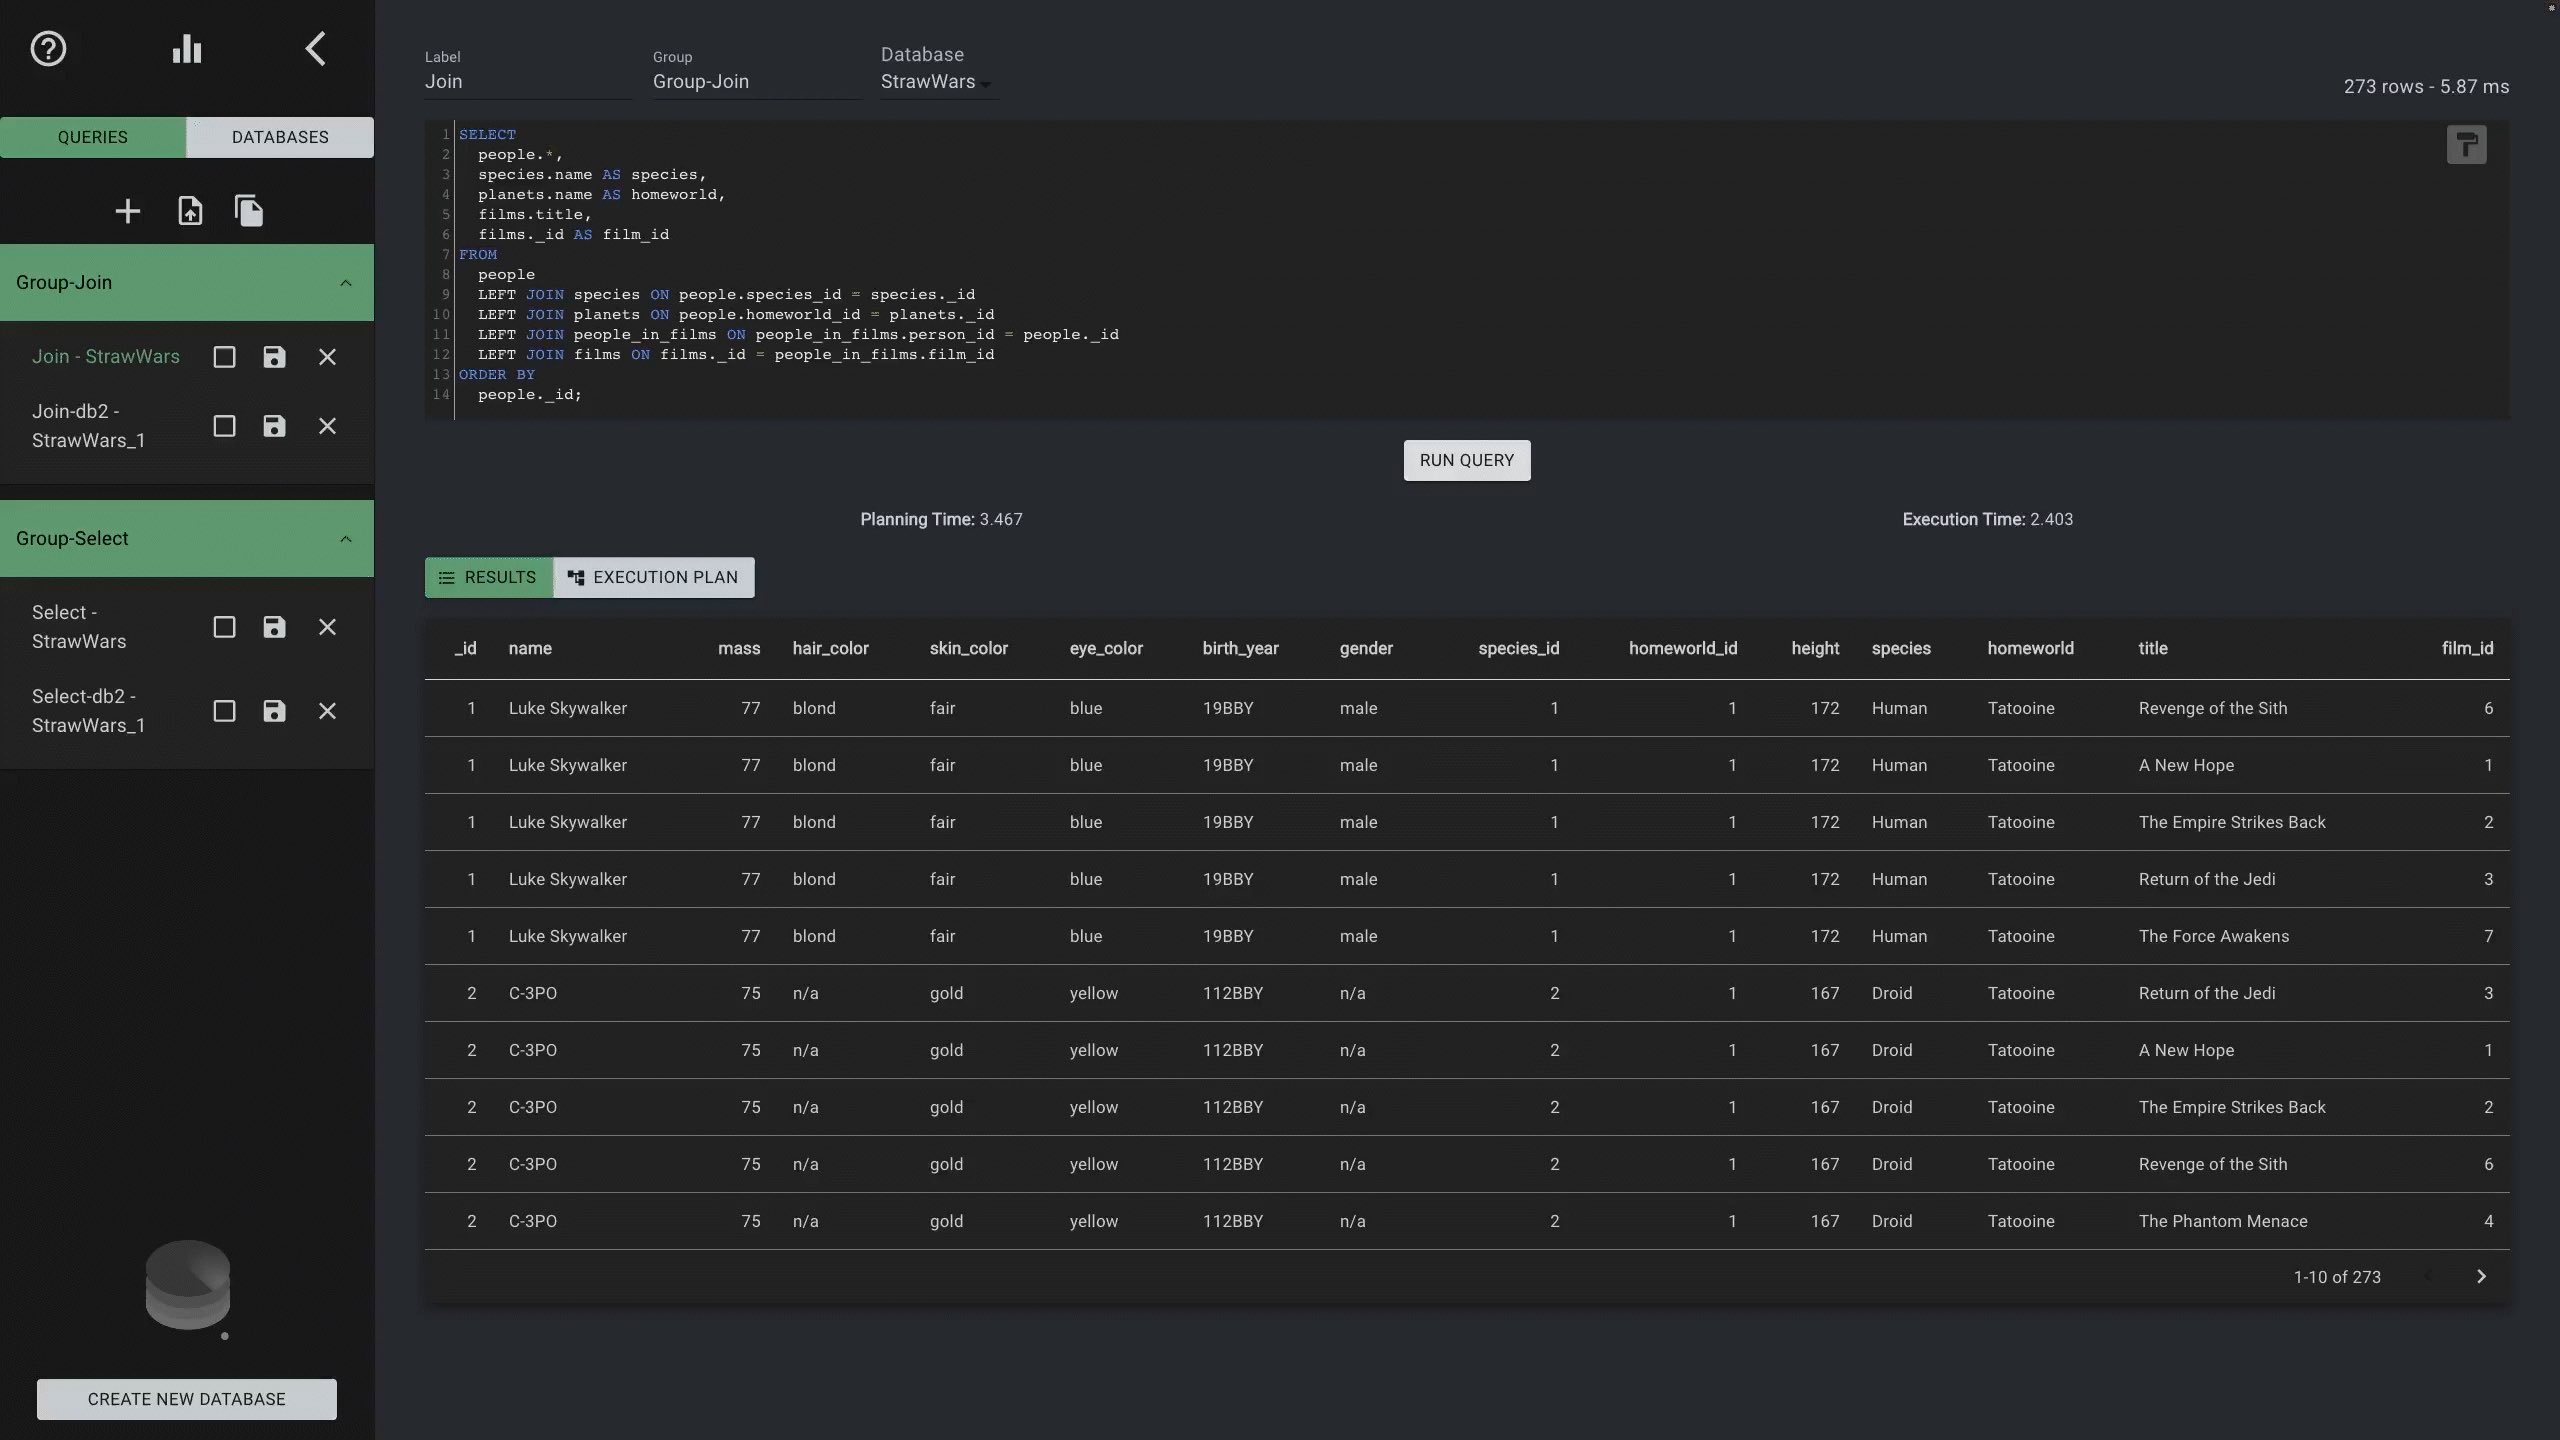 QUERIES DATABASES
Group-Join
Join - StrawWars
Join-db2 -
StrawWars_1
Group-Select
Select -
StrawWars
Select-db2 -
StrawWars_1
CREATE NEW DATABASE
Label Group Database
Join Group-Join StrawWars
273 rows - 5.87 ms
1 SELECT
2 people.*,
3 species.name AS species,
4 planets.name AS homeworld,
5 films.title,
6 films._id AS film_id
7 FROM
8 people
9 LEFT JOIN species ON people.species_id = species._id
10 LEFT JOIN planets ON people.homeworld_id = planets._id
11 LEFT JOIN people_in_films ON people_in_films.person_id = people._id
12 LEFT JOIN films ON films._id = people_in_films.film_id
13 ORDER BY
14 people._id;
RUN QUERY
Planning Time: 3.467 Execution Time: 2.403
RESULTS EXECUTION PLAN
_id name mass hair_color skin_color eye_color birth_year gender species_id homeworld_id height species homeworld title film_id
1 Luke Skywalker 77 blond fair blue 19BBY male 1 1 172 Human Tatooine Revenge of the Sith 6
1 Luke Skywalker 77 blond fair blue 19BBY male 1 1 172 Human Tatooine A New Hope 1
1 Luke Skywalker 77 blond fair blue 19BBY male 1 1 172 Human Tatooine The Empire Strikes Back 2
1 Luke Skywalker 77 blond fair blue 19BBY male 1 1 172 Human Tatooine Return of the Jedi 3
1 Luke Skywalker 77 blond fair blue 19BBY male 1 1 172 Human Tatooine The Force Awakens 7
2 C-3PO 75 n/a gold yellow 112BBY n/a 2 1 167 Droid Tatooine Return of the Jedi 3
2 C-3PO 75 n/a gold yellow 112BBY n/a 2 1 167 Droid Tatooine A New Hope 1
2 C-3PO 75 n/a gold yellow 112BBY n/a 2 1 167 Droid Tatooine The Empire Strikes Back 2
2 C-3PO 75 n/a gold yellow 112BBY n/a 2 1 167 Droid Tatooine Revenge of the Sith 6
2 C-3PO 75 n/a gold yellow 112BBY n/a 2 1 167 Droid Tatooine The Phantom Menace 4
1-10 of 273